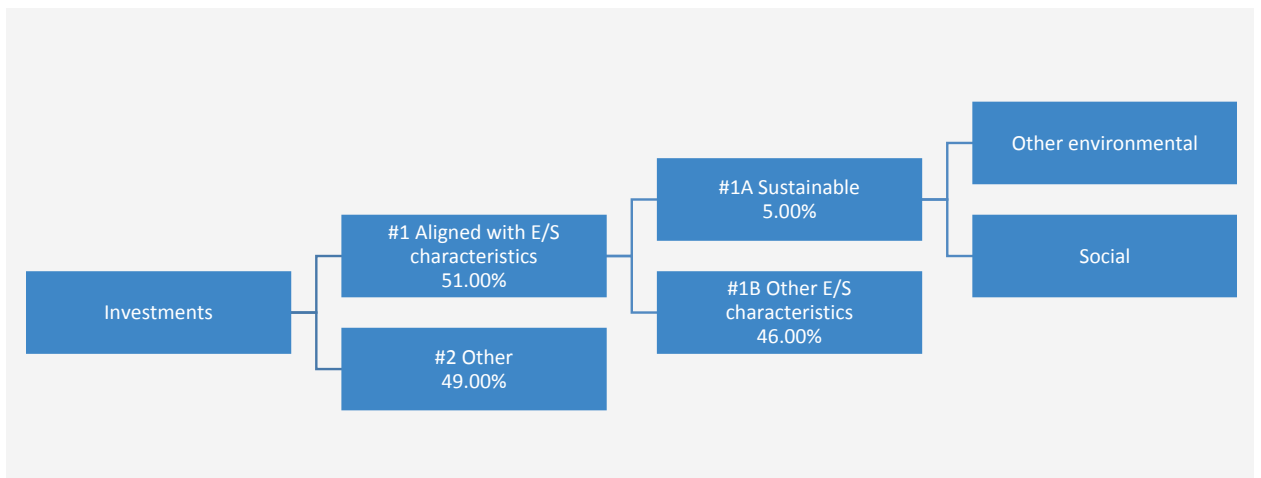 Investments
#1 Aligned with E/S
characteristics
51.00%
#2 Other
49.00%
#1A Sustainable
5.00%
#1B Other E/S
characteristics
46.00%
Other environmental
Social